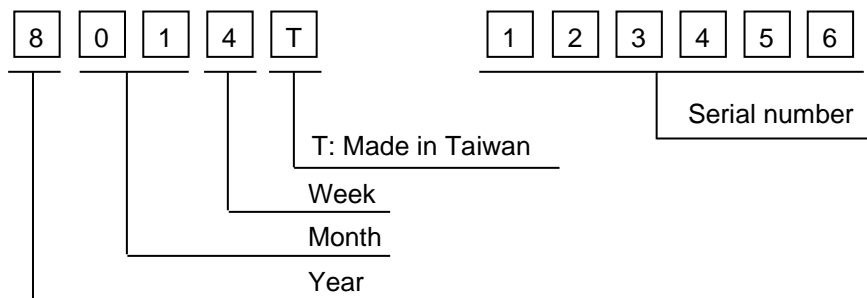 8 0 1 4 T 1 2 3 4 5 6
Serial number
T: Made in Taiwan
Week
Month
Year